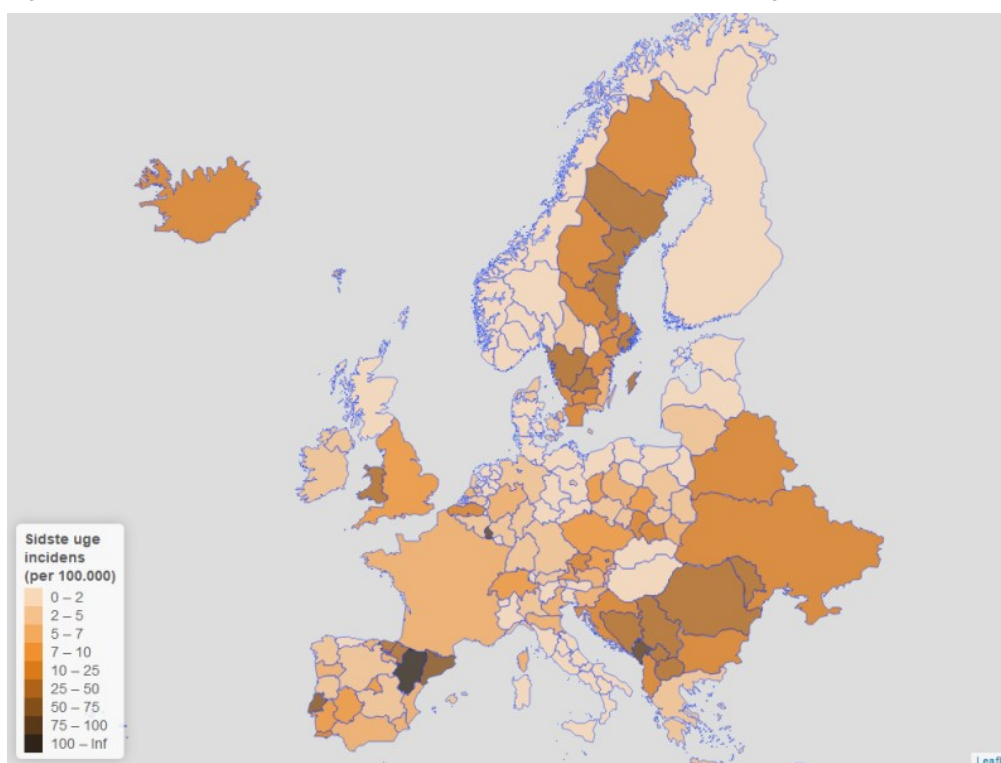 Sidste uge
incidens
(per 100.000)
0 – 2
2 – 5
5 – 7
7 – 10
10 – 25
25 – 50
50 – 75
75 – 100
100 – Inf